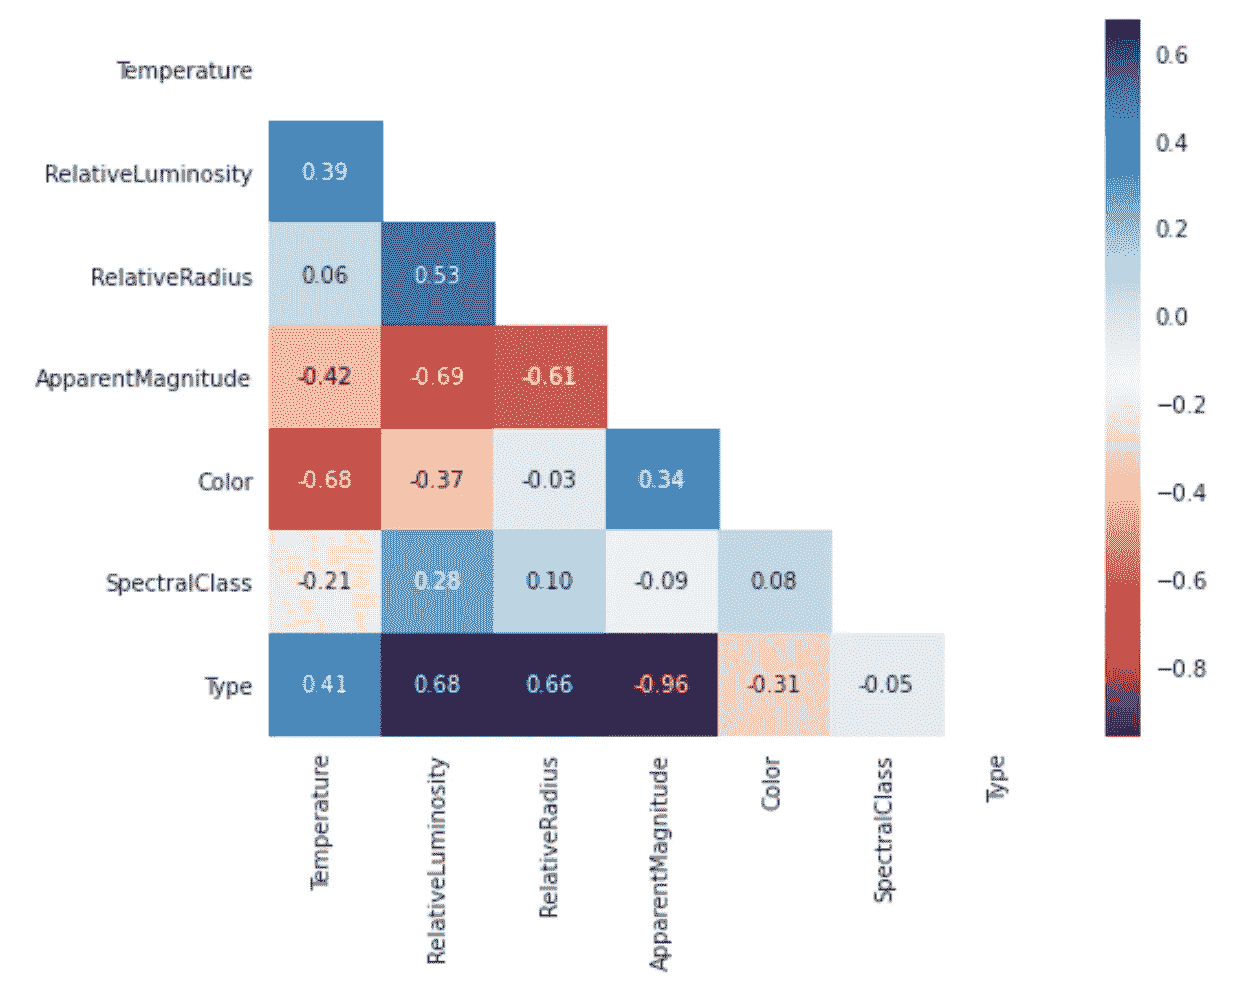 Temperature
RelativeLuminosity 0.39
RelativeRadius 0.06 0.53
ApparentMagnitude -0.42 -0.69 -0.61
Color -0.68 -0.37 -0.03 0.34
SpectralClass -0.21 0.28 0.10 -0.09 0.08
Type 0.41 0.68 0.66 -0.96 -0.31 -0.05
Temperature
RelativeLuminosity
RelativeRadius
ApparentMagnitude
Color
SpectralClass
Type
0.6
0.4
0.2
0.0
−0.2
−0.4
−0.6
−0.8